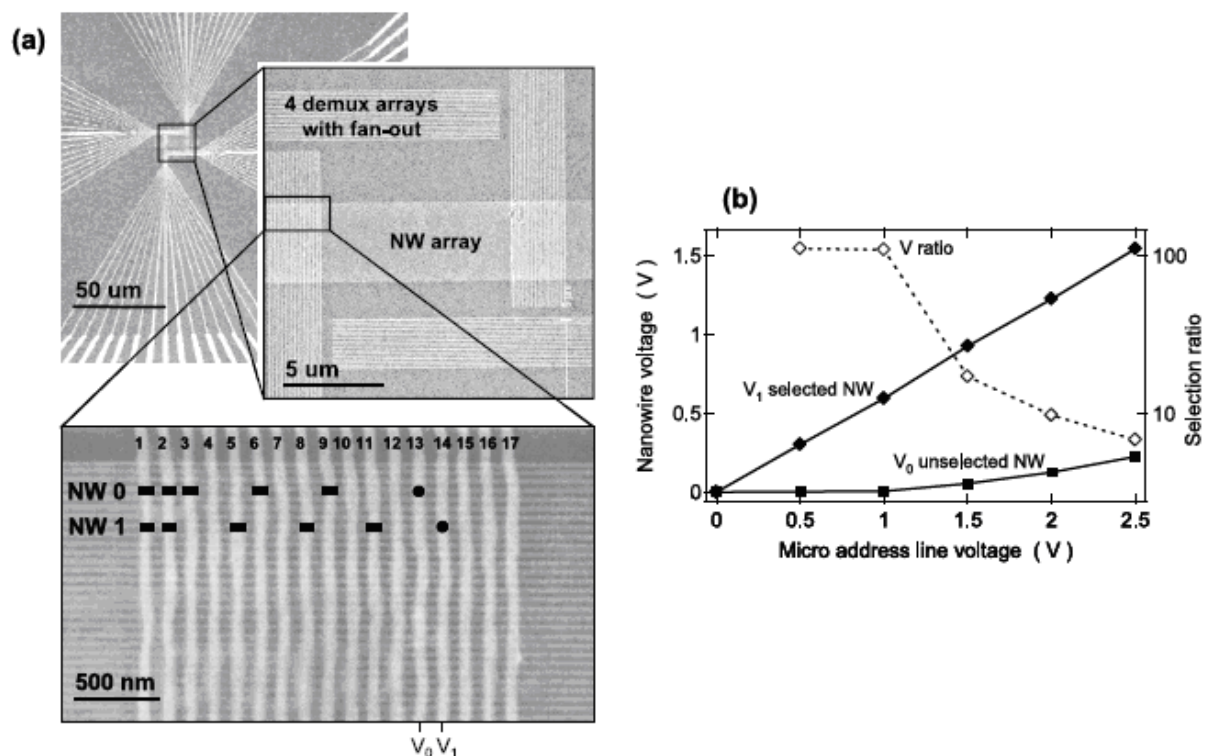 (a)
4 demux arrays
with fan-out
NW array
50 um
5 um
1 2 3 4 5 6 7 8 9 10 11 12 13 14 15 16 17
NW 0
NW 1
500 nm
V0 V1
(b)
1.5
1
0.5
0
Nanowire voltage ( V )
V ratio
V1 selected NW
V0 unselected NW
100
10
Selection ratio
0 0.5 1 1.5 2 2.5
Micro address line voltage ( V )